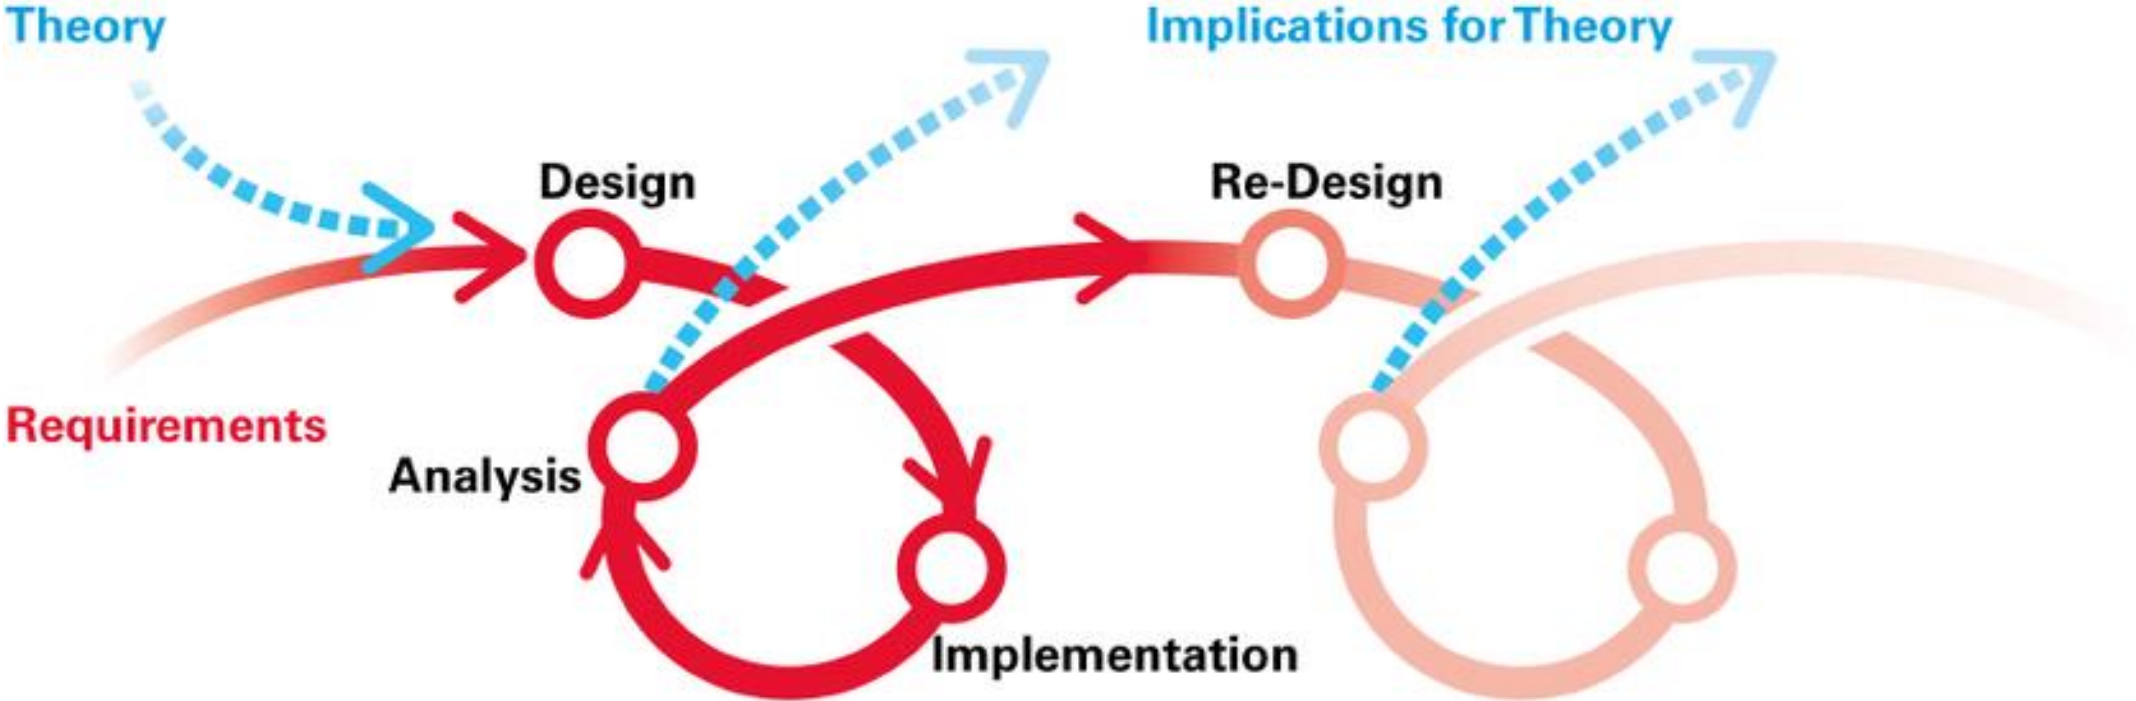 Theory
Implications for Theory
Design
Re-Design
Requirements
Analysis
Implementation